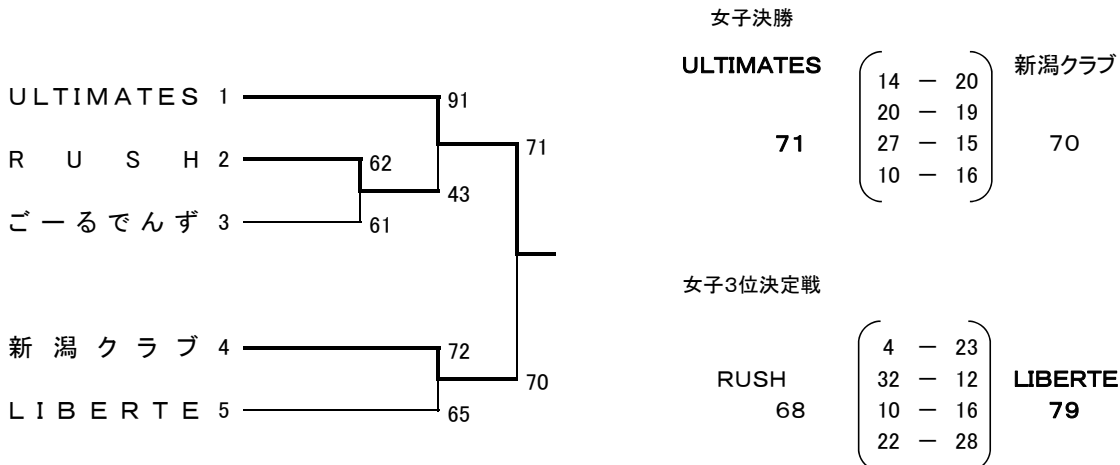 女子決勝
ULTIMATES 新潟クラブ
14 － 20
20 － 19
71 27 － 15 70
10 － 16
ULTIMATES 1
91
71
RUSH 2
62
43
ごーるでんず 3
61
女子3位決定戦
新潟クラブ 4
72
70
LIBERTE 5
65
4 － 23
RUSH 32 － 12 LIBERTE
68 10 － 16 79
22 － 28